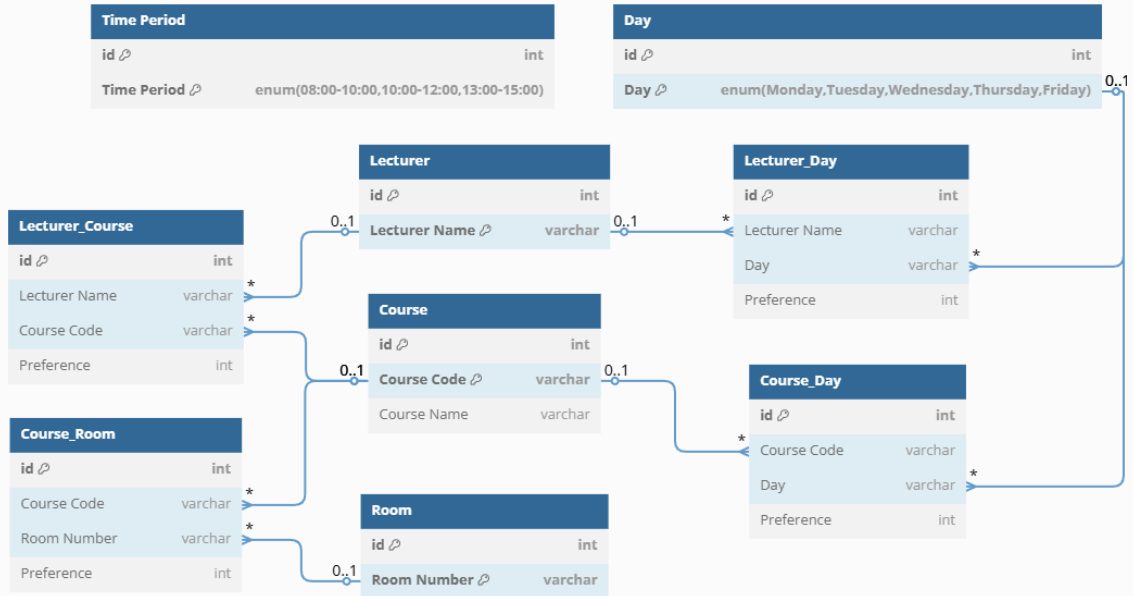 Time Period
id int
Time Period enum(08:00-10:00,10:00-12:00,13:00-15:00)
Day
id int
Day enum(Monday,Tuesday,Wednesday,Thursday,Friday)
0..1
Lecturer
id int
Lecturer Name varchar
0..1
0..1
Lecturer_Day
id int
Lecturer Name varchar
Day varchar
Preference int
*
*
Lecturer_Course
id int
Lecturer Name varchar
Course Code varchar
Preference int
*
*
Course
id int
Course Code varchar
Course Name varchar
0..1
0..1
Course_Day
id int
Course Code varchar
Day varchar
Preference int
*
*
Course_Room
id int
Course Code varchar
Room Number varchar
Preference int
*
*
Room
id int
Room Number varchar
0..1